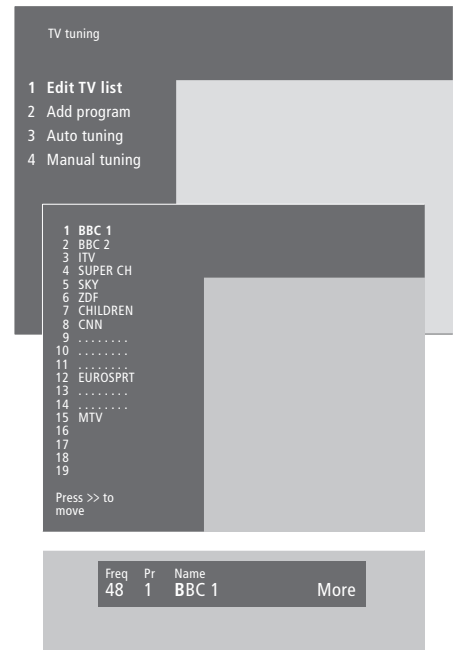 TV tuning
1 Edit TV list
2 Add program
3 Auto tuning
4 Manual tuning
1 BBC 1
2 BBC 2
3 ITV
4 SUPER CH
5 SKY
6 ZDF
7 CHILDREN
8 CNN
9 . . . . . . . .
10 . . . . . . . .
11 . . . . . . . .
12 EUROSPRT
13 . . . . . . . .
14 . . . . . . . .
15 MTV
16
17
18
19
Press >> to
move
Freq Pr Name
48 1 BBC 1 More